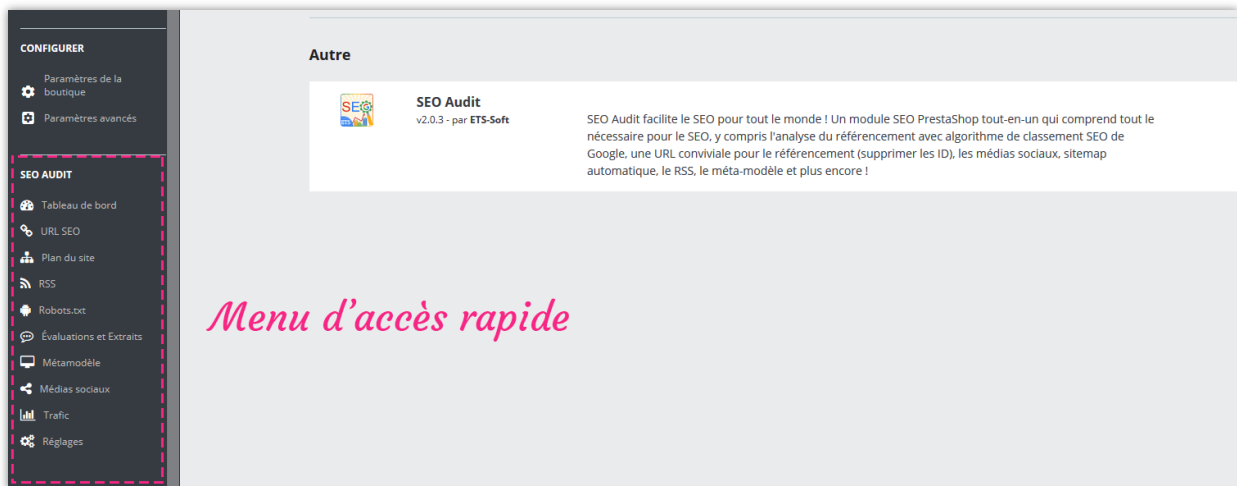 CONFIGURER
Paramètres de la
boutique
Paramètres avancés
SEO AUDIT
Tableau de bord
URL SEO
Plan du site
RSS
Robots.txt
Évaluations et Extraits
Métamodèle
Médias sociaux
Trafic
Réglages
Autre
SEO
ETS
SEO Audit
v2.0.3 - par ETS-Soft
SEO Audit facilite le SEO pour tout le monde ! Un module SEO PrestaShop tout-en-un qui comprend tout le
nécessaire pour le SEO, y compris l'analyse du référencement avec algorithme de classement SEO de
Google, une URL conviviale pour le référencement (supprimer les ID), les médias sociaux, sitemap
automatique, le RSS, le méta-modèle et plus encore !
Menu d'accès rapide